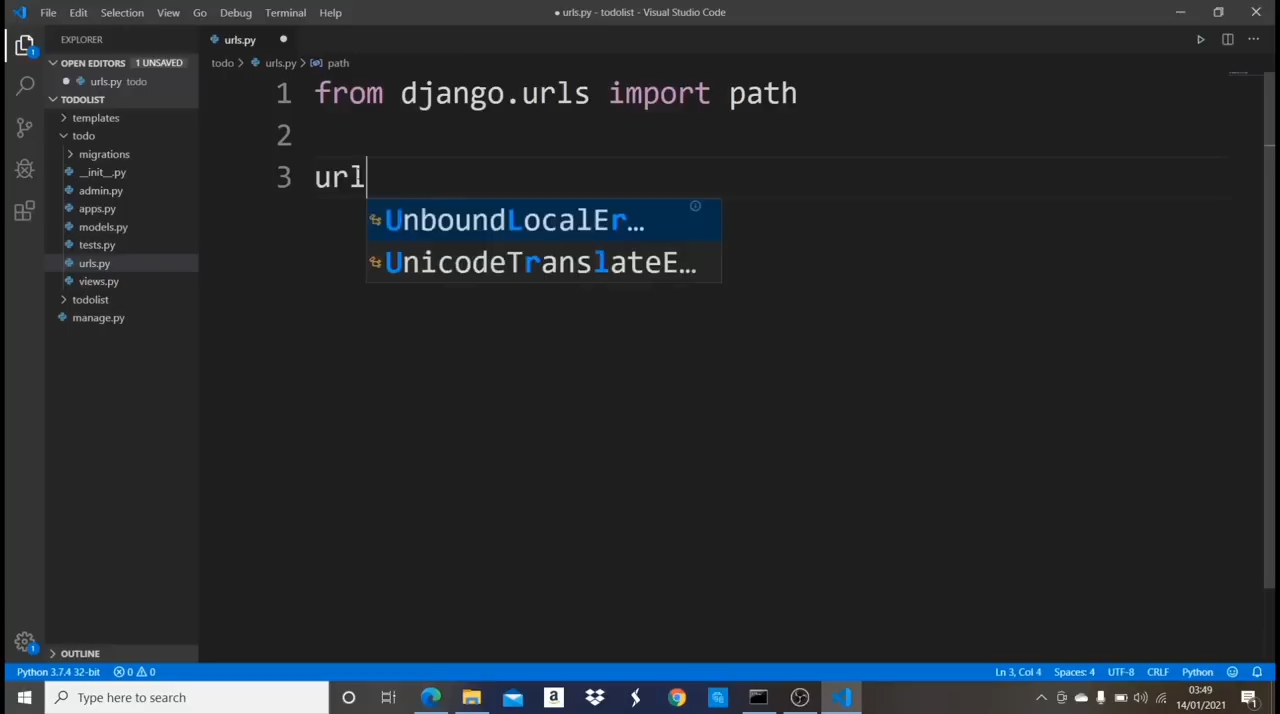 File Edit Selection View Go Debug Terminal Help
● urls.py - todolist - Visual Studio Code
EXPLORER
urls.py
OPEN EDITORS 1 UNSAVED
todo > urls.py > path
urls.py todo
TODOLIST
templates
todo
migrations
__init__.py
admin.py
apps.py
models.py
tests.py
urls.py
views.py
todolist
manage.py
1 from django.urls import path
2
3 url
UnboundLocalEr...
UnicodeTranslateE...
1
OUTLINE
Python 3.7.4 32-bit 0 0
Ln 3, Col 4 Spaces: 4 UTF-8 CRLF Python
Type here to search
03:49
14/01/2021
1